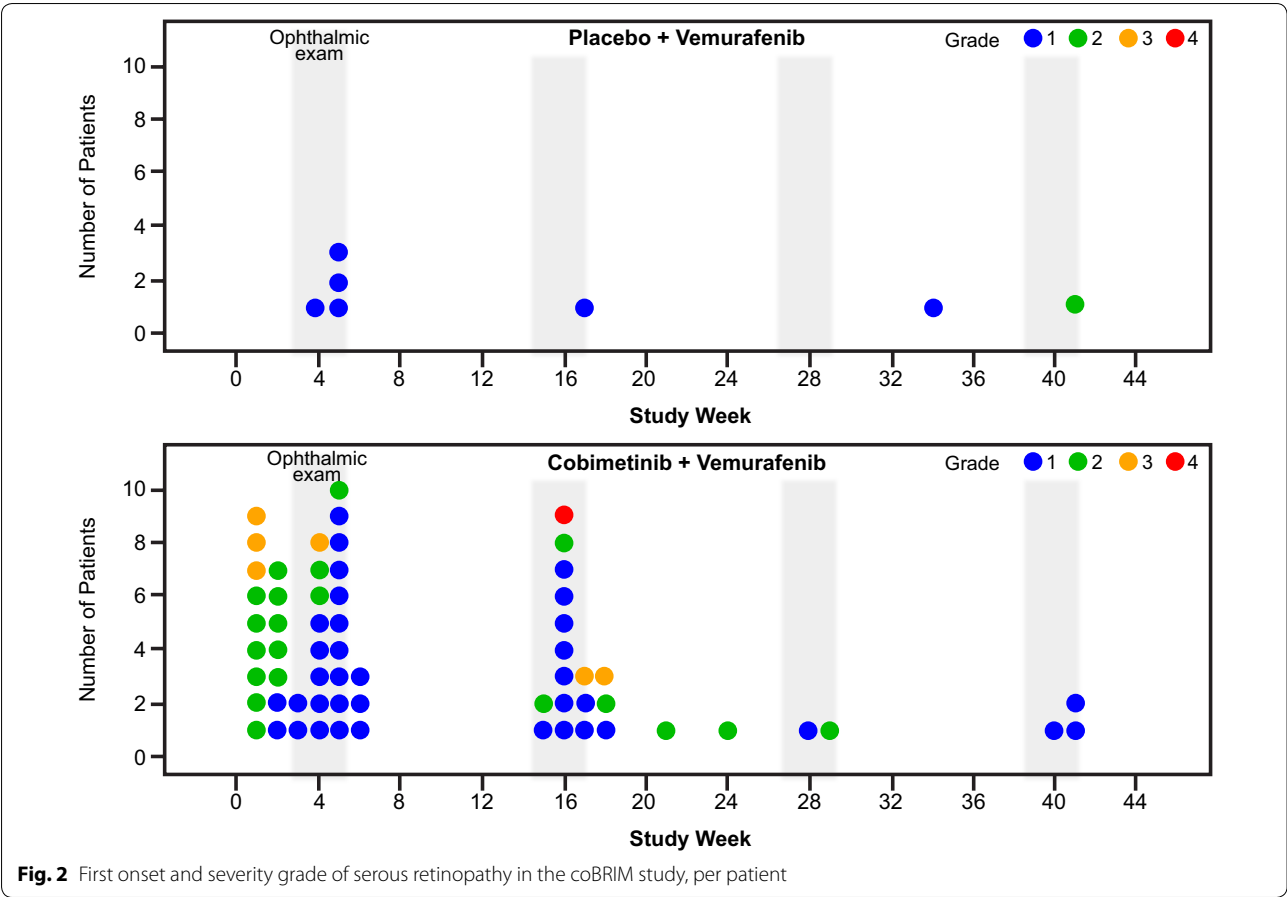 Ophthalmic
exam
Placebo + Vemurafenib
Grade 1 2 3 4
Number of Patients
10
8
6
4
2
0
0 4 8 12 16 20 24 28 32 36 40 44
Study Week
Ophthalmic
exam
Cobimetinib + Vemurafenib
Grade 1 2 3 4
Number of Patients
10
8
6
4
2
0
0 4 8 12 16 20 24 28 32 36 40 44
Study Week
Fig. 2 First onset and severity grade of serous retinopathy in the coBRIM study, per patient